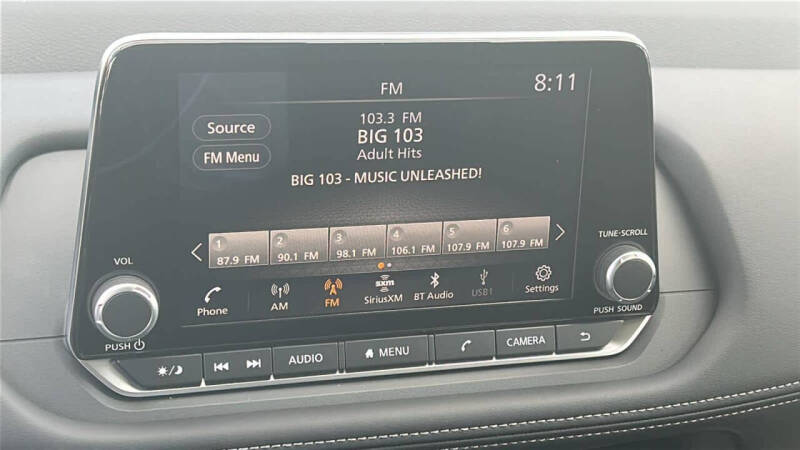 FM
8:11
Source
FM Menu
103.3 FM
BIG 103
Adult Hits
BIG 103 - MUSIC UNLEASHED!
1 2 3 4 5 6
87.9 FM 90.1 FM 98.1 FM 106.1 FM 107.9 FM 107.9 FM
Phone
AM
FM
sxm
SiriusXM
BT Audio
USB1
Settings
VOL
PUSH
TUNE·SCROLL
PUSH SOUND
AUDIO
MENU
CAMERA